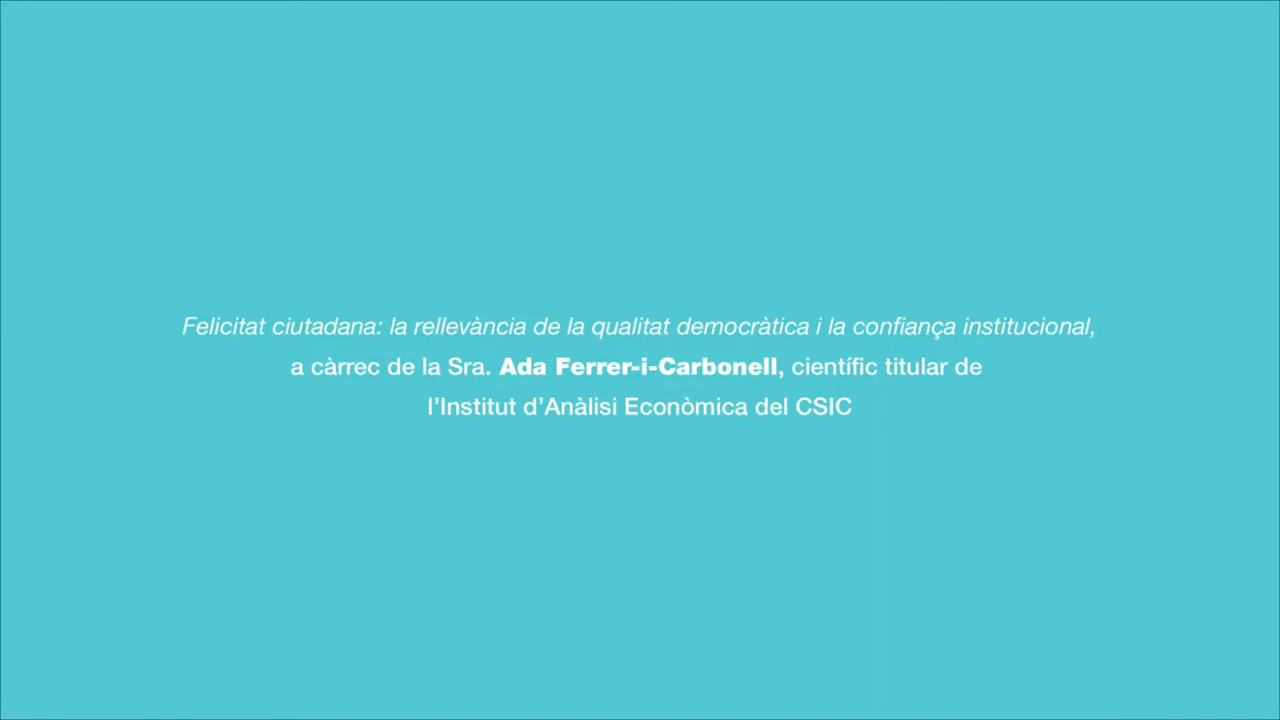 Felicitat ciutadana: la rellevància de la qualitat democràtica i la confiança institucional,
a càrrec de la Sra. Ada Ferrer-i-Carbonell, científic titular de
l’Institut d’Anàlisi Econòmica del CSIC